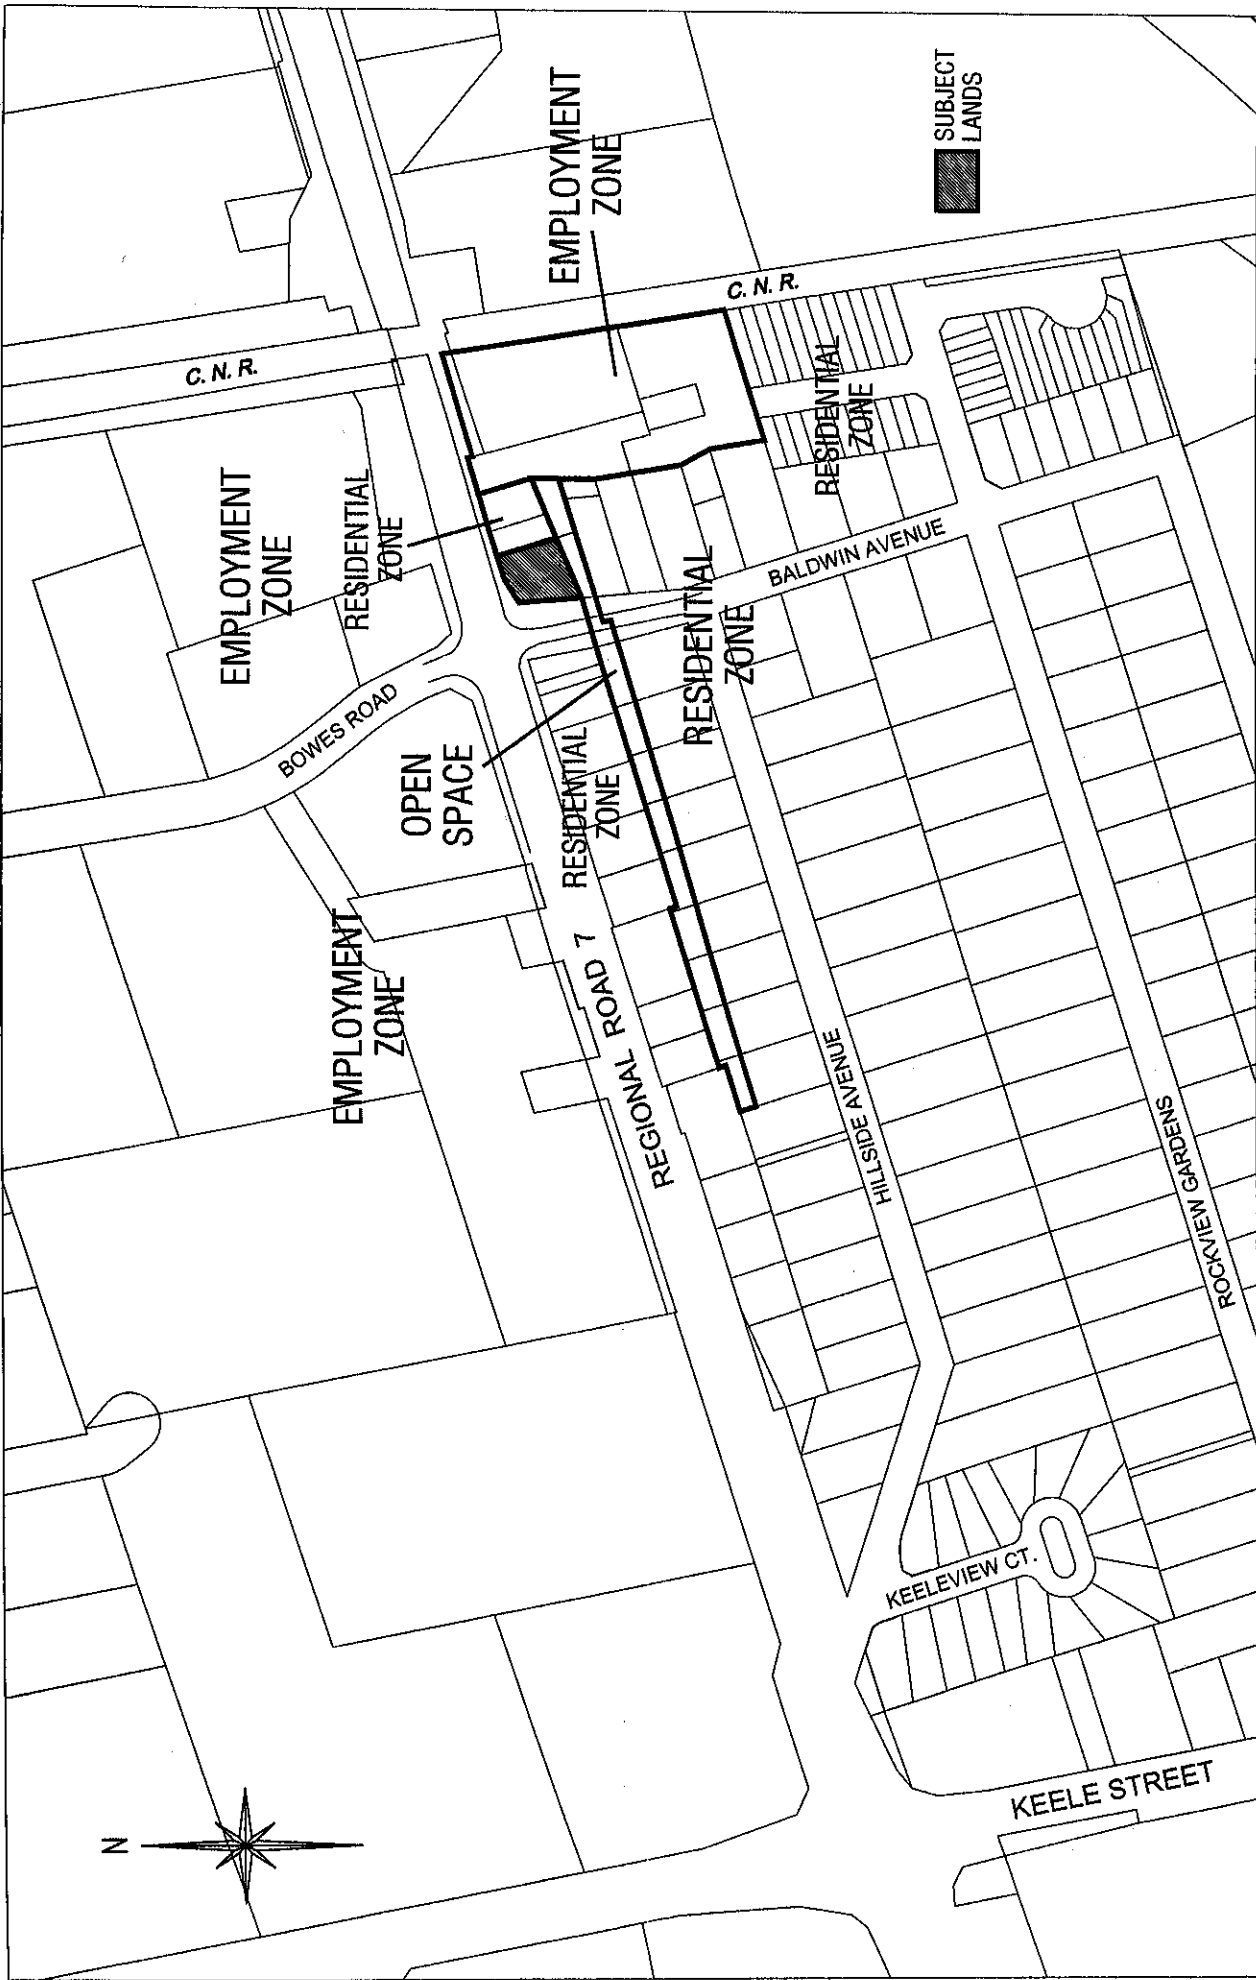 EMPLOYMENT
ZONE
SUBJECT
LANDS
C. N. R.
C. N. R.
EMPLOYMENT
ZONE
RESIDENTIAL
ZONE
RESIDENTIAL
ZONE
BOWES ROAD
BALDWIN AVENUE
RESIDENTIAL
ZONE
OPEN
SPACE
RESIDENTIAL
ZONE
EMPLOYMENT
ZONE
REGIONAL ROAD 7
HILLSIDE AVENUE
ROCKVIEW GARDENS
KEELEVIEW CT.
KEELE STREET
N